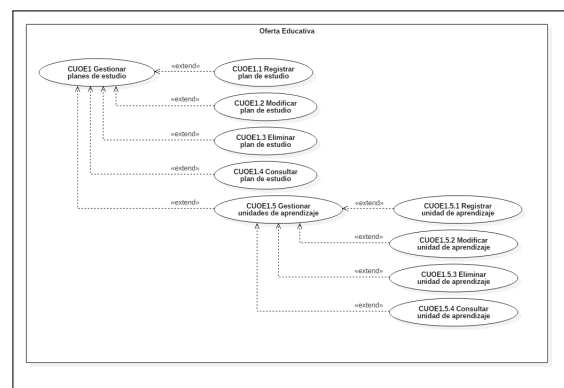 Oferta Educativa
CUOE1 Gestionar
planes de estudio
«extend»
CUOE1.1 Registrar
plan de estudio
«extend»
CUOE1.2 Modificar
plan de estudio
«extend»
CUOE1.3 Eliminar
plan de estudio
«extend»
CUOE1.4 Consultar
plan de estudio
«extend»
CUOE1.5 Gestionar
unidades de aprendizaje
«extend»
CUOE1.5.1 Registrar
unidad de aprendizaje
«extend»
CUOE1.5.2 Modificar
unidad de aprendizaje
«extend»
CUOE1.5.3 Eliminar
unidad de aprendizaje
«extend»
CUOE1.5.4 Consultar
unidad de aprendizaje